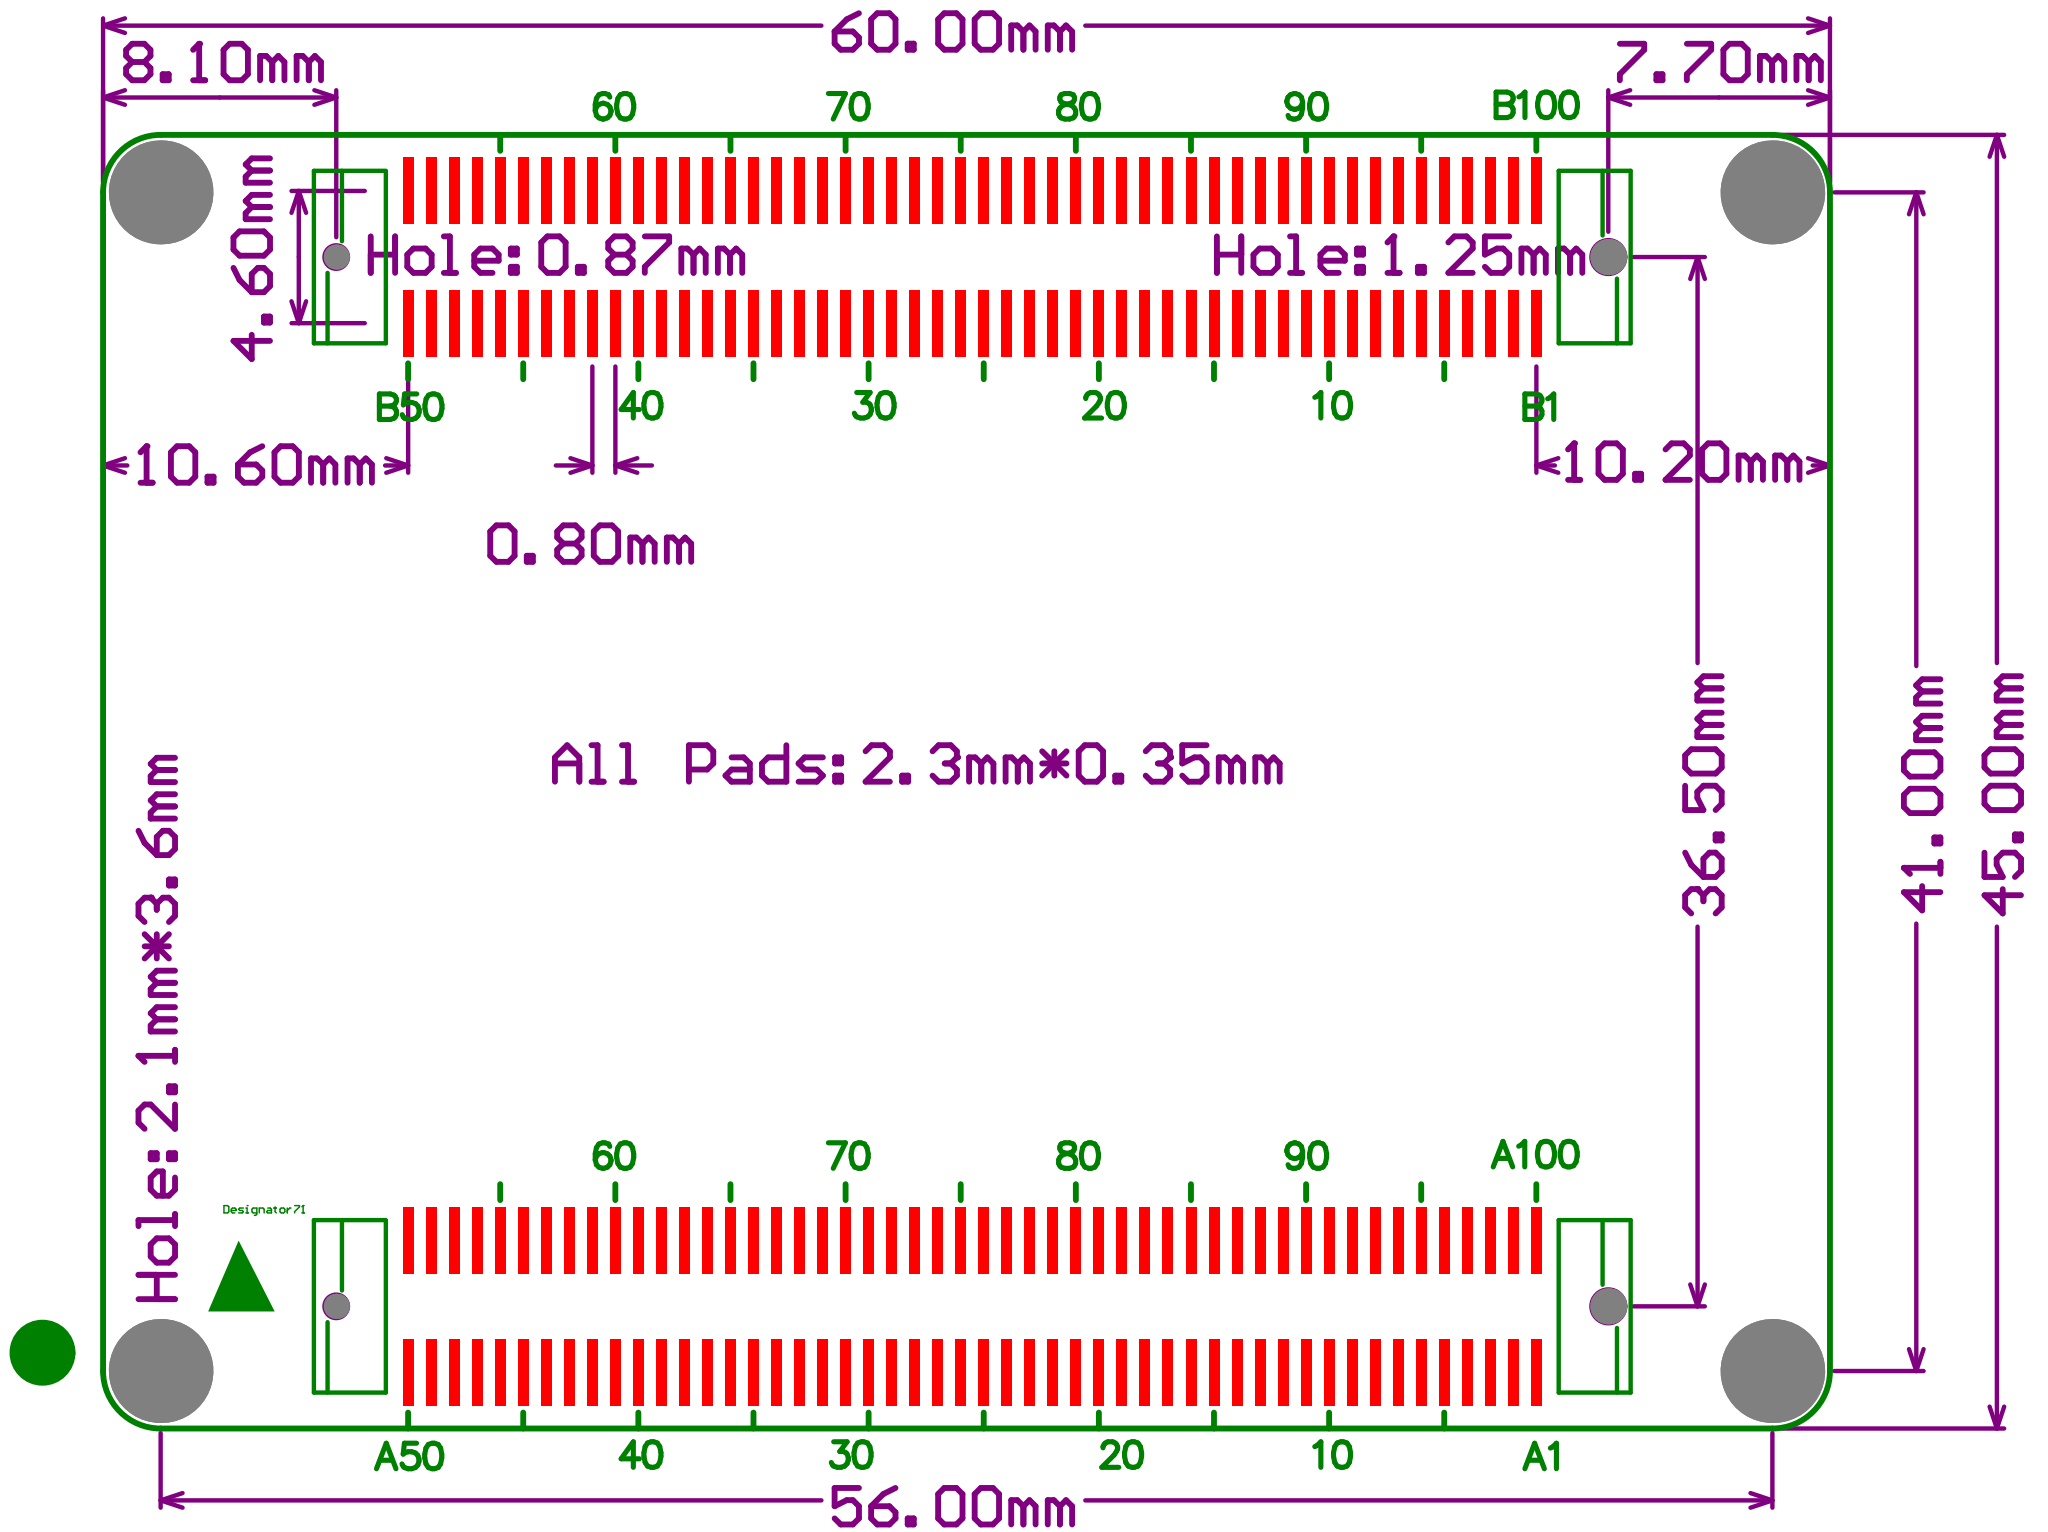 60.00mm
8.10mm
7.70mm
60 70 80 90 B100
4.60mm
Hole:0.87mm
Hole:1.25mm
B50 40 30 20 10 B1
10.60mm
10.20mm
0.80mm
All Pads:2.3mm*0.35mm
36.50mm
41.00mm
45.00mm
Hole:2.1mm*3.6mm
60 70 80 90 A100
Designator71
A50 40 30 20 10 A1
56.00mm